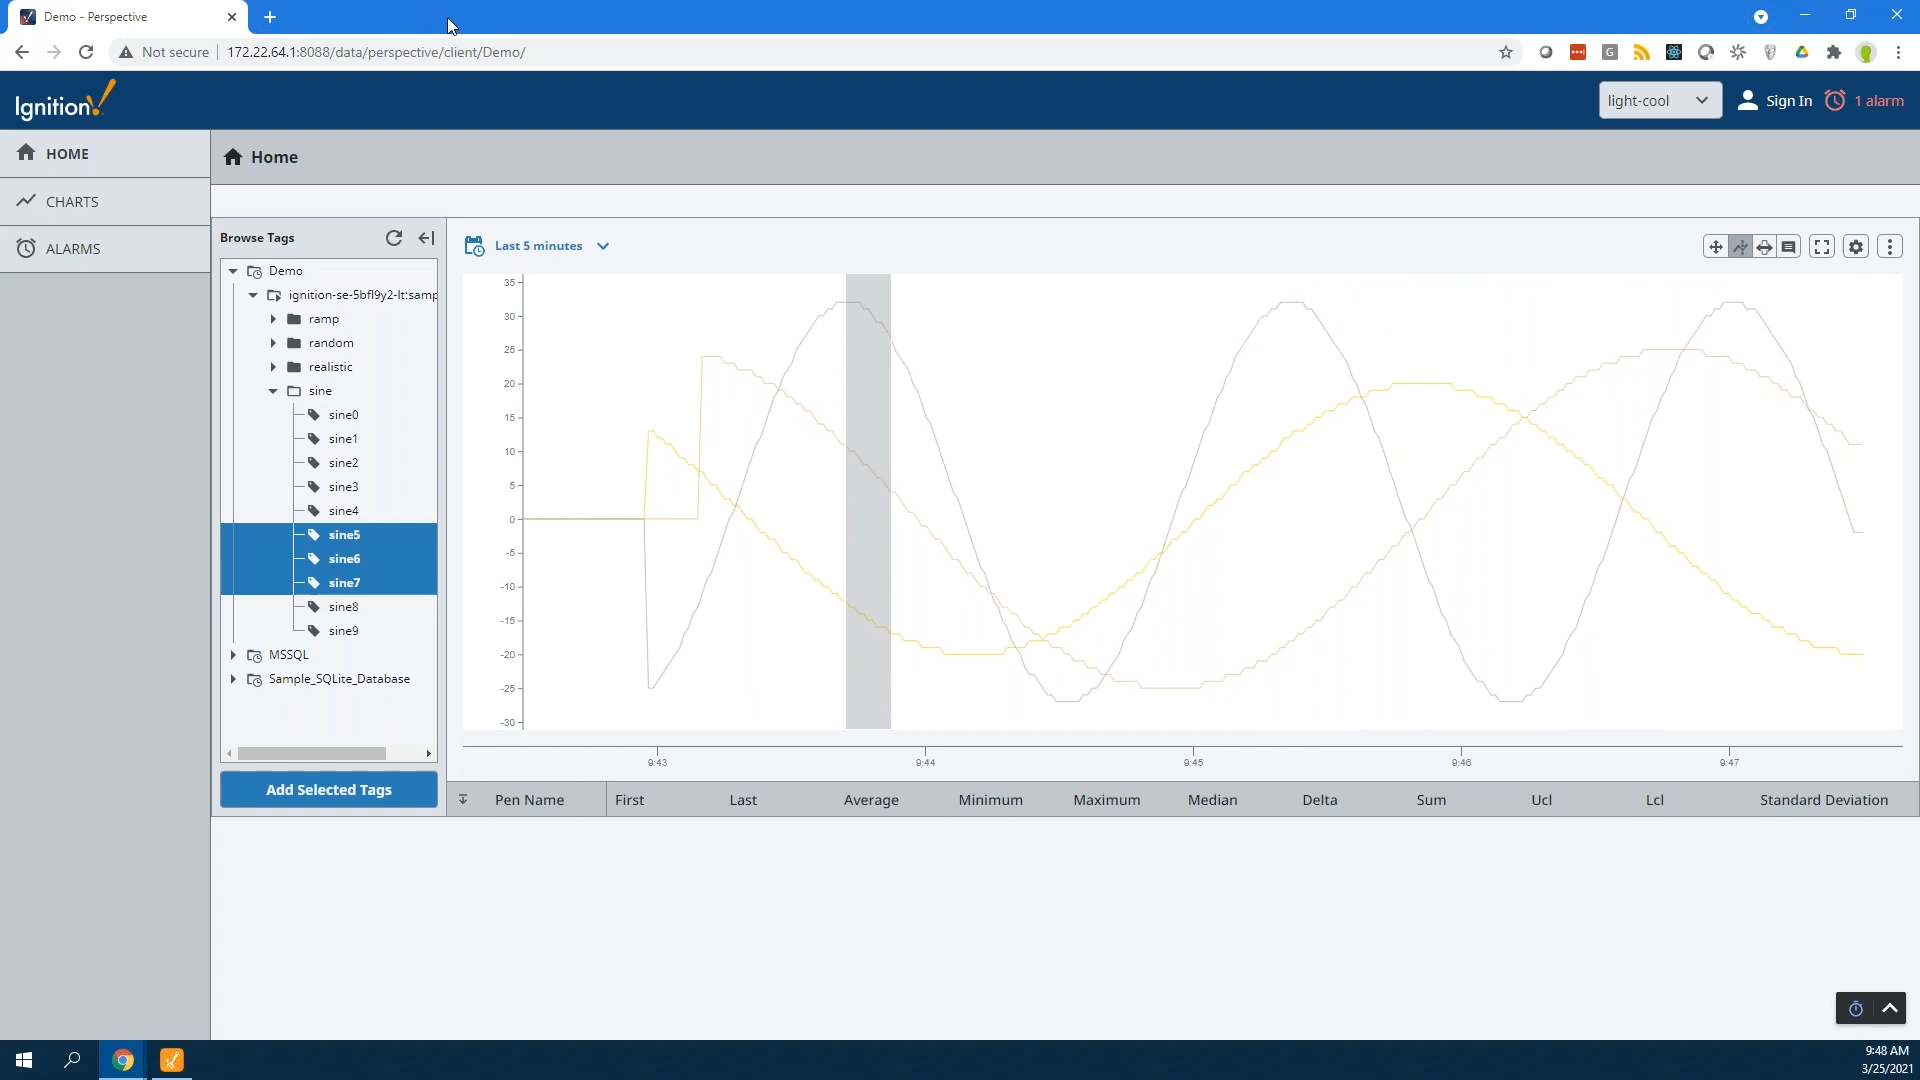 Demo - Perspective
Not secure 172.22.64.1:8088/data/perspective/client/Demo/
Ignition!
light-cool
Sign In
1 alarm
HOME
CHARTS
ALARMS
Home
Browse Tags
Demo
ignition-se-5bfl9y2-lt:samp
ramp
random
realistic
sine
sine0
sine1
sine2
sine3
sine4
sine5
sine6
sine7
sine8
sine9
MSSQL
Sample_SQLite_Database
Add Selected Tags
Last 5 minutes
35
30
25
20
15
10
5
0
-5
-10
-15
-20
-25
-30
9:43 9:44 9:45 9:46 9:47
Pen Name First Last Average Minimum Maximum Median Delta Sum Ucl Lcl Standard Deviation
9:48 AM
3/25/2021